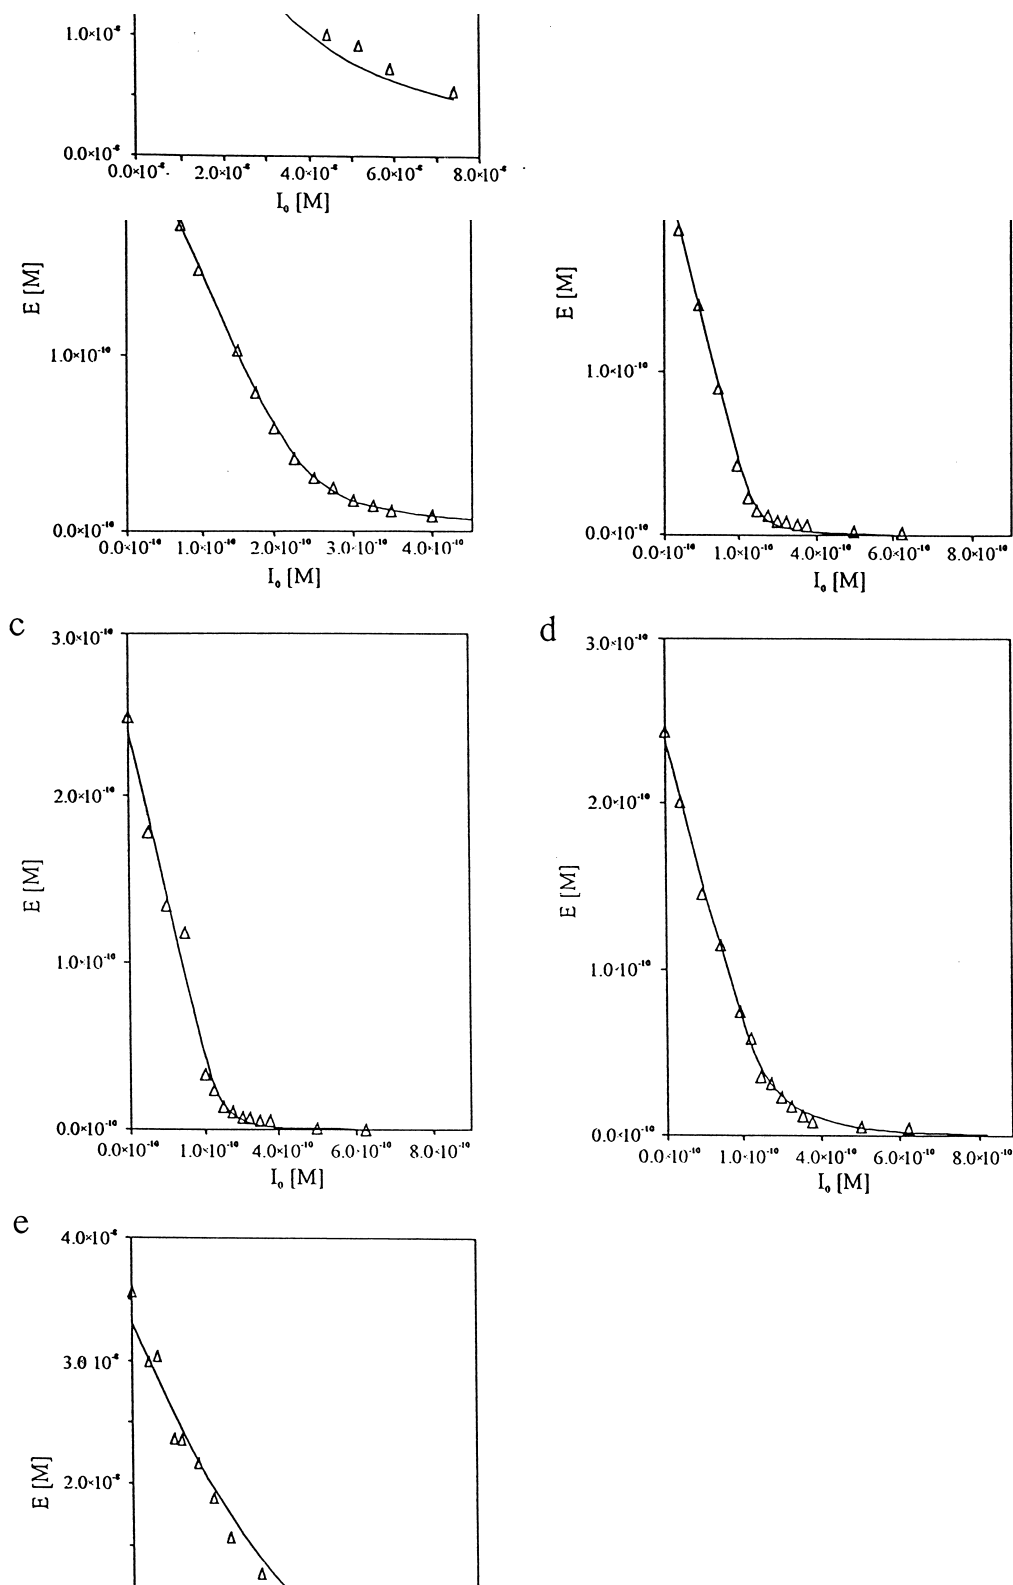 1.0×10⁻⁸
0.0×10⁻⁸
0.0×10⁻⁸ 2.0×10⁻⁸ 4.0×10⁻⁸ 6.0×10⁻⁸ 8.0×10⁻⁸
I₀ [M]
E [M]
1.0×10⁻¹⁰
0.0×10⁻¹⁰
0.0×10⁻¹⁰ 1.0×10⁻¹⁰ 2.0×10⁻¹⁰ 3.0×10⁻¹⁰ 4.0×10⁻¹⁰
I₀ [M]
E [M]
1.0×10⁻¹⁰
0.0×10⁻¹⁰
0.0×10⁻¹⁰ 1.0×10⁻¹⁰ 4.0×10⁻¹⁰ 6.0×10⁻¹⁰ 8.0×10⁻¹⁰
I₀ [M]
c
3.0×10⁻¹⁰
2.0×10⁻¹⁰
E [M]
1.0×10⁻¹⁰
0.0×10⁻¹⁰
0.0×10⁻¹⁰ 1.0×10⁻¹⁰ 4.0×10⁻¹⁰ 6.0×10⁻¹⁰ 8.0×10⁻¹⁰
I₀ [M]
d
3.0×10⁻¹⁰
2.0×10⁻¹⁰
E [M]
1.0×10⁻¹⁰
0.0×10⁻¹⁰
0.0×10⁻¹⁰ 1.0×10⁻¹⁰ 4.0×10⁻¹⁰ 6.0×10⁻¹⁰ 8.0×10⁻¹⁰
I₀ [M]
e
4.0×10⁻⁸
3.0 10⁻⁸
E [M]
2.0×10⁻⁸